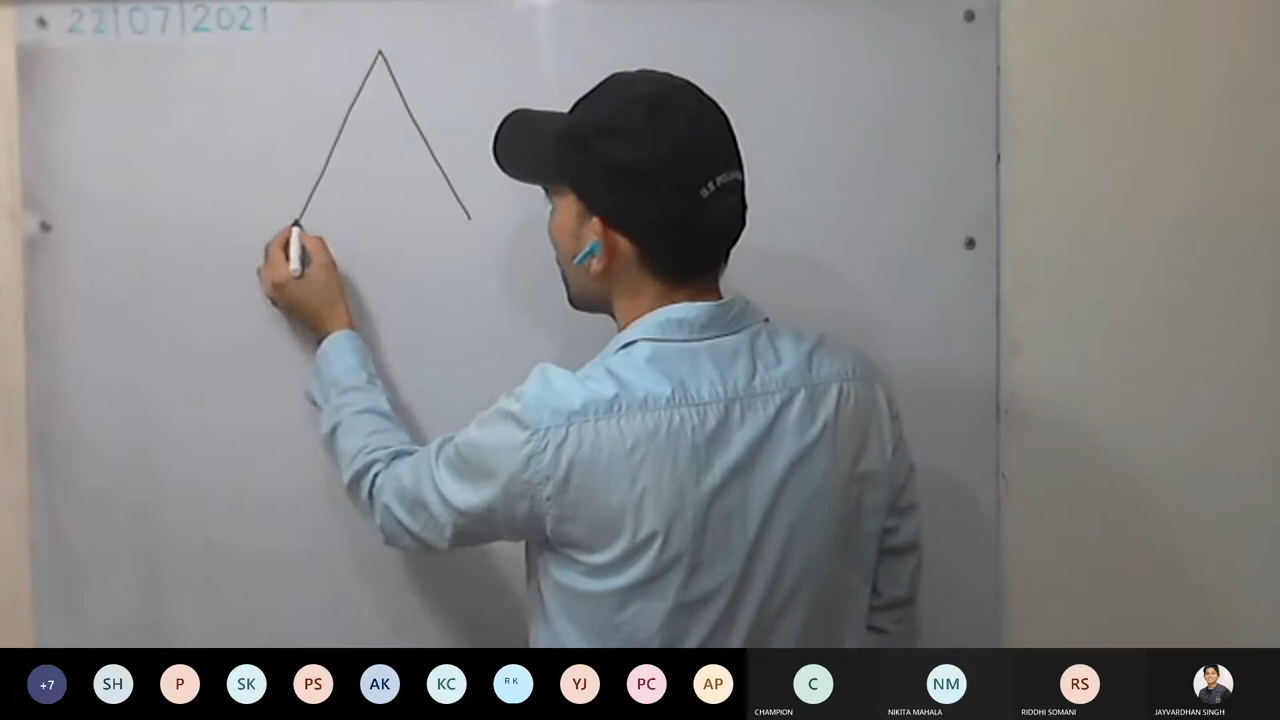 22|07|2021
U.S POLO
+7
SH
P
SK
PS
AK
KC
RK
YJ
PC
AP
C
CHAMPION
NM
NIKITA MAHALA
RS
RIDDHI SOMANI
JAYVARDHAN SINGH